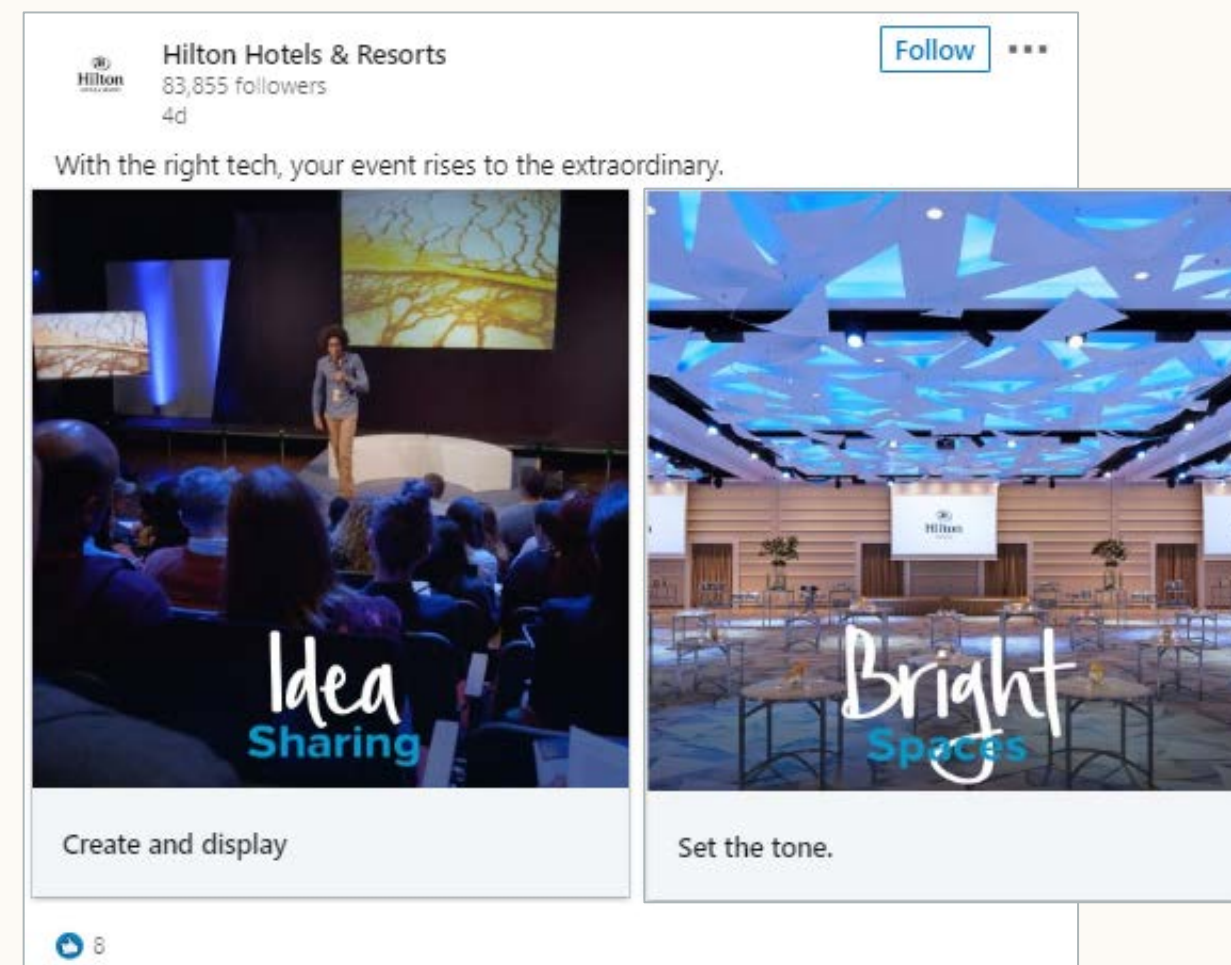 Hilton Hotels & Resorts
83,855 followers
4d
Follow
Hilton
With the right tech, your event rises to the extraordinary.
Idea
Sharing
Create and display
Hilton
Bright
Spaces
Set the tone.
8